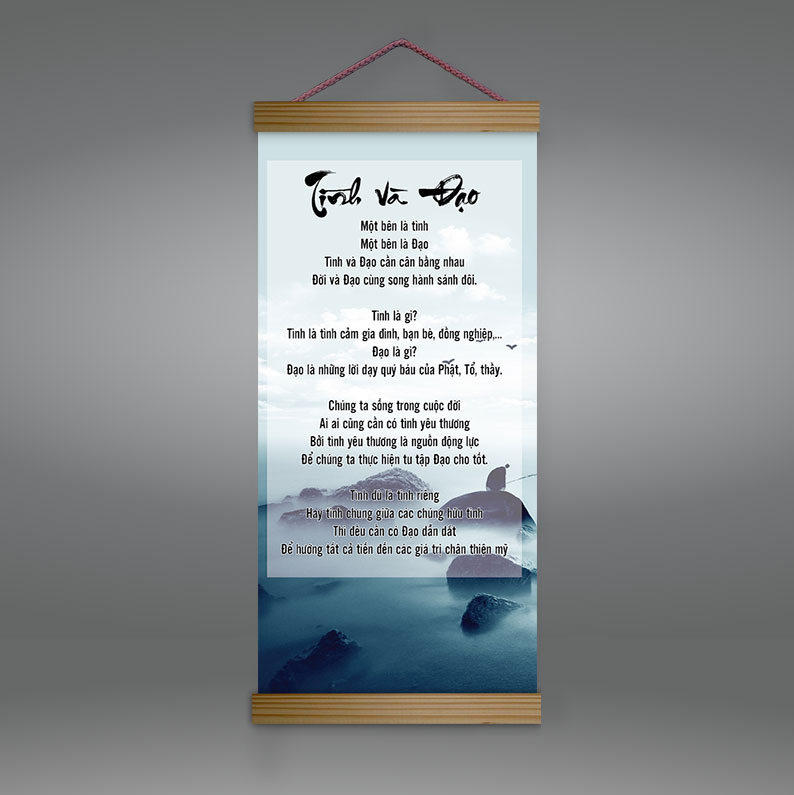 Tình và Đạo
Một bên là tình
Một bên là Đạo
Tình và Đạo cần cân bằng nhau
Đời và Đạo cùng song hành sánh đôi.
Tình là gì?
Tình là tình cảm gia đình, bạn bè, đồng nghiệp,...
Đạo là gì?
Đạo là những lời dạy quý báu của Phật, Tổ, thầy.
Chúng ta sống trong cuộc đời
Ai ai cũng cần có tình yêu thương
Bởi tình yêu thương là nguồn động lực
Để chúng ta thực hiện tu tập Đạo cho tốt.
Tình dù là tình riêng
Hay tình chung giữa các chúng hữu tình
Thì đều cần có Đạo dẫn dắt
Để hướng tất cả tiến đến các giá trị chân thiện mỹ